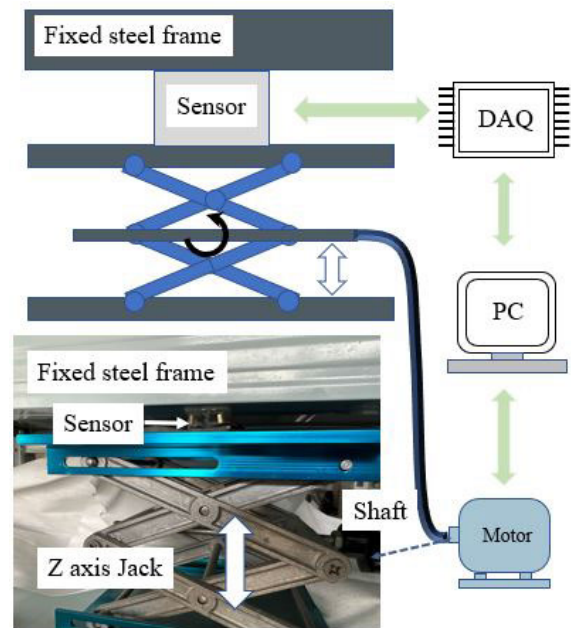 Fixed steel frame
Sensor
DAQ
PC
Fixed steel frame
Sensor
Shaft
Motor
Z axis Jack